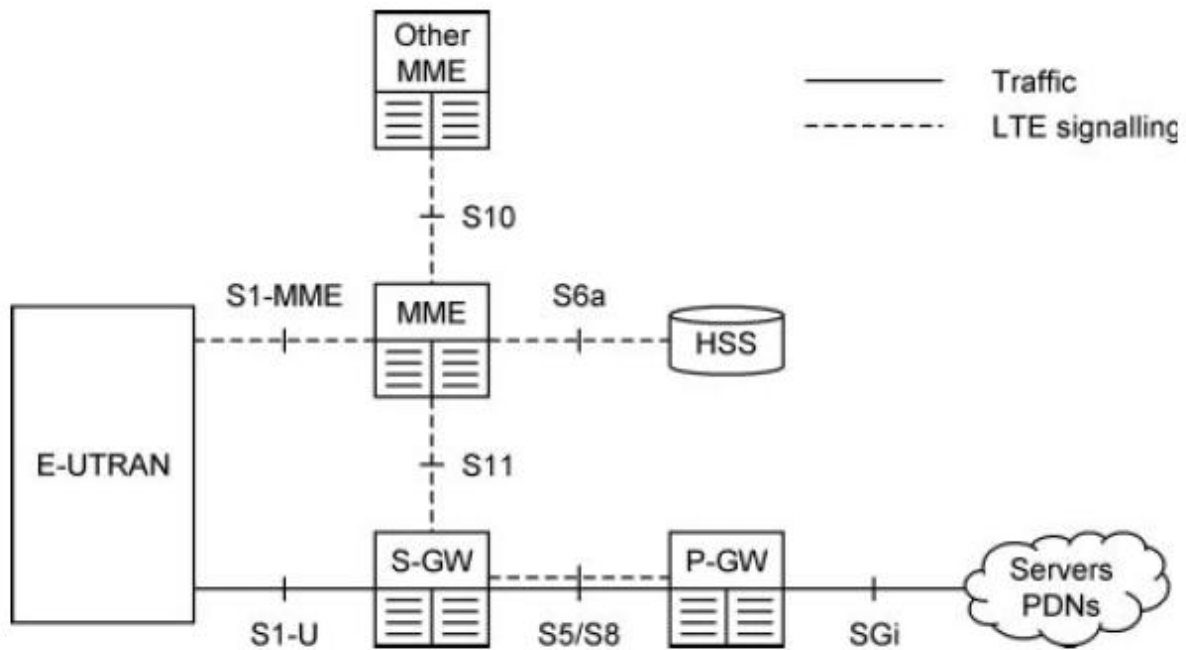 Other
MME
Traffic
LTE signalling
S10
S1-MME
MME
S6a
HSS
E-UTRAN
S11
S-GW
P-GW
Servers
PDNs
S1-U
S5/S8
SGi